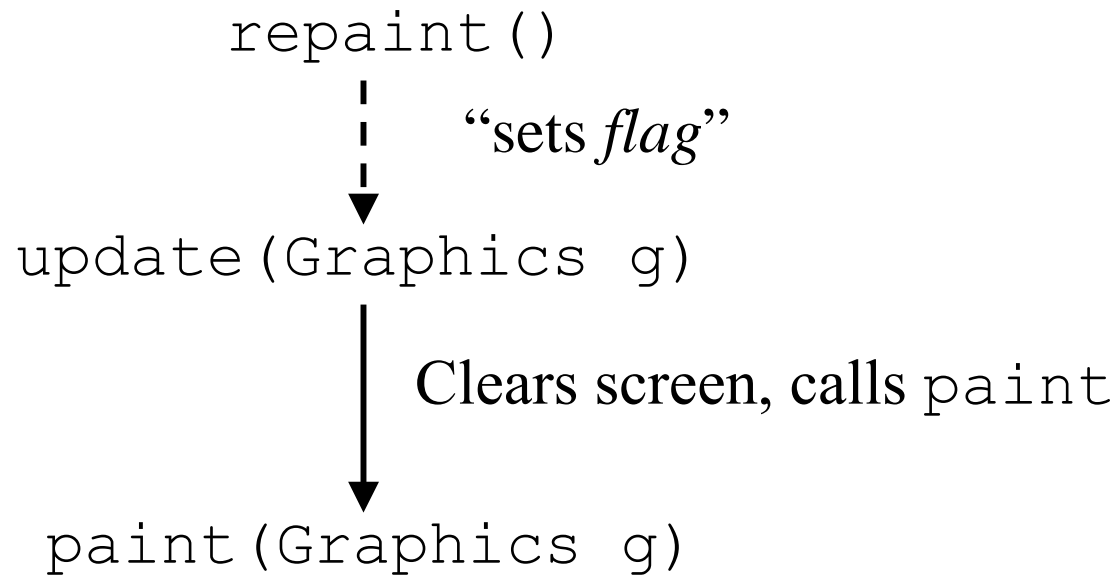 repaint()
“sets flag”
update(Graphics g)
Clears screen, calls paint
paint(Graphics g)